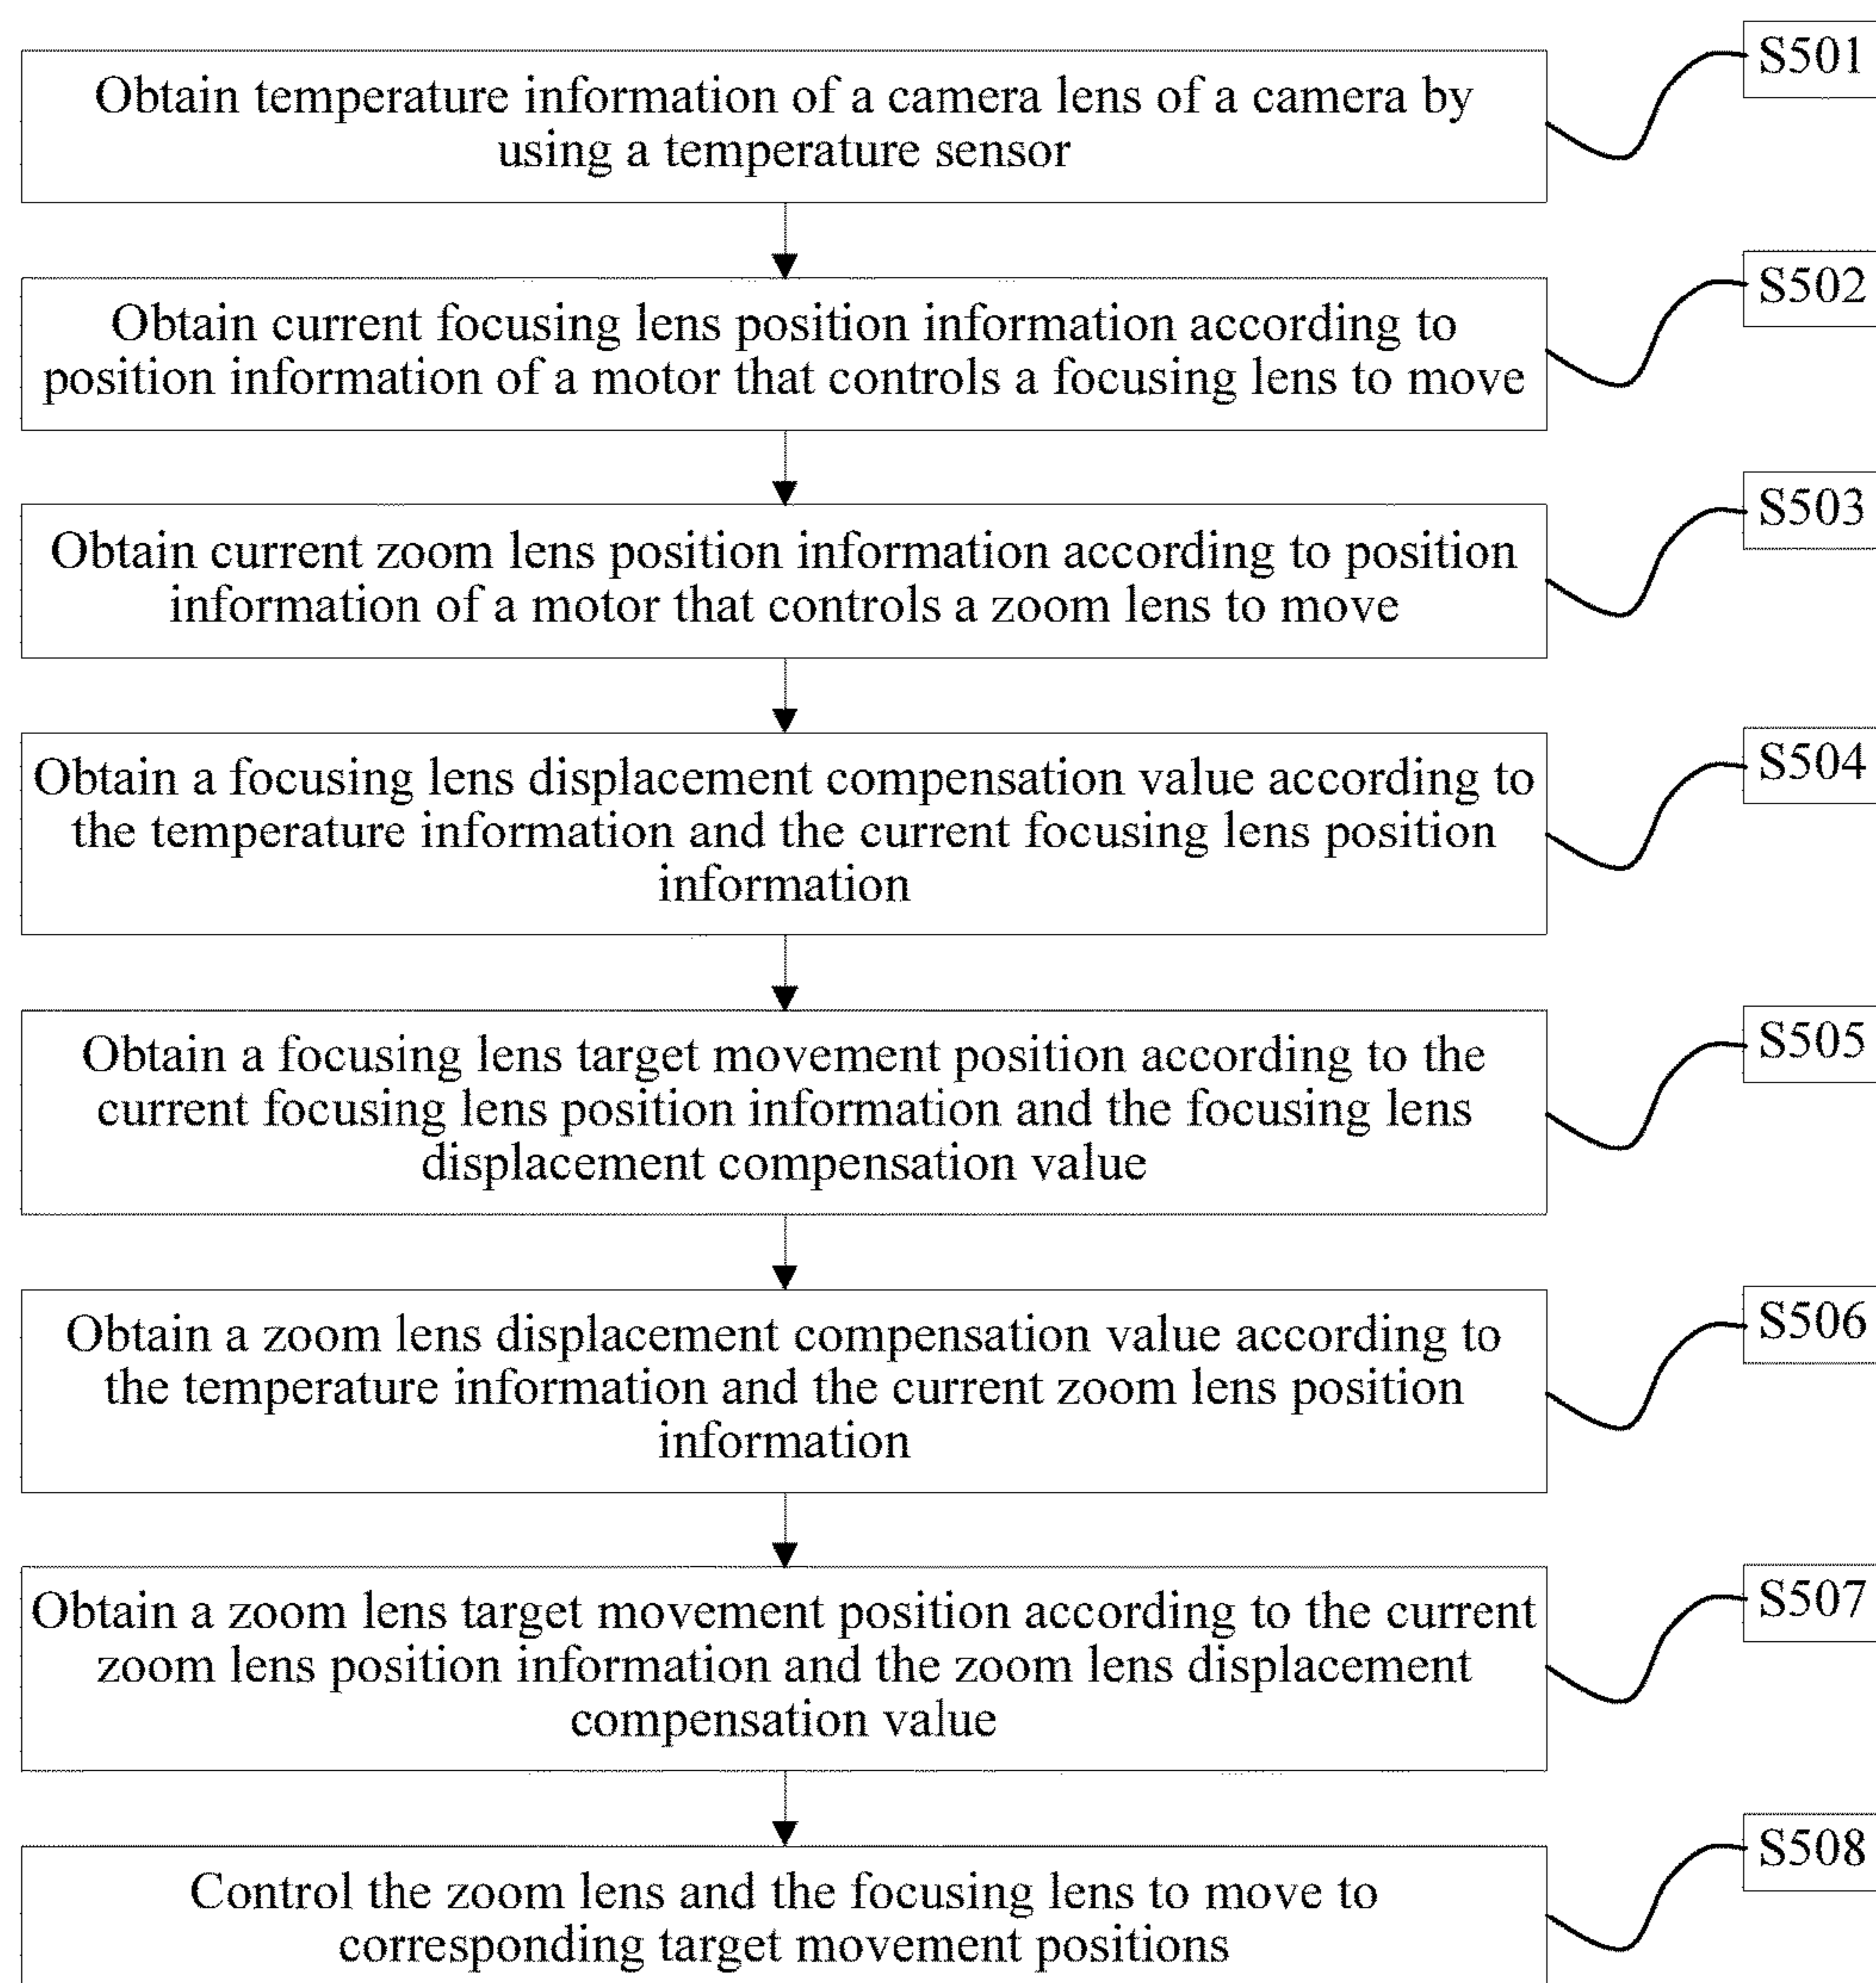 S501
Obtain temperature information of a camera lens of a camera by
using a temperature sensor
S502
Obtain current focusing lens position information according to
position information of a motor that controls a focusing lens to move
S503
Obtain current zoom lens position information according to position
information of a motor that controls a zoom lens to move
S504
Obtain a focusing lens displacement compensation value according to
the temperature information and the current focusing lens position
information
S505
Obtain a focusing lens target movement position according to the
current focusing lens position information and the focusing lens
displacement compensation value
S506
Obtain a zoom lens displacement compensation value according to
the temperature information and the current zoom lens position
information
S507
Obtain a zoom lens target movement position according to the current
zoom lens position information and the zoom lens displacement
compensation value
S508
Control the zoom lens and the focusing lens to move to
corresponding target movement positions